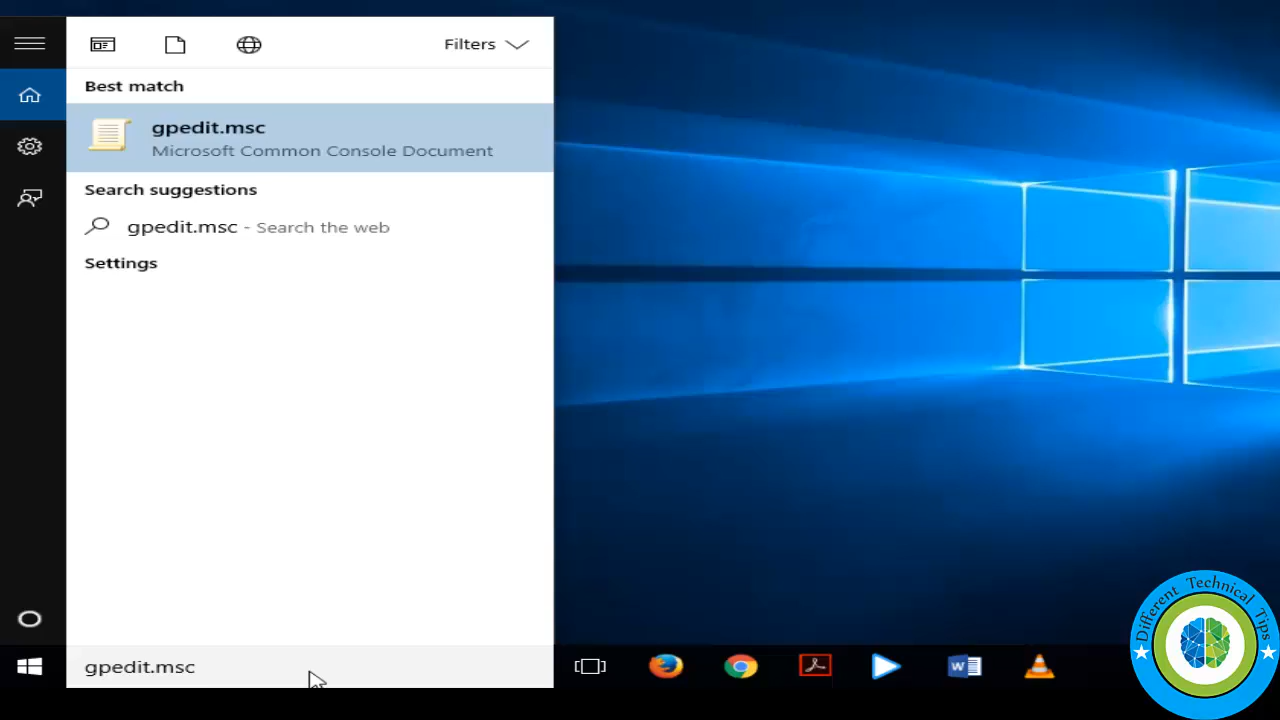 Filters
Best match
gpedit.msc
Microsoft Common Console Document
Search suggestions
gpedit.msc - Search the web
Settings
gpedit.msc
Different Technical Tips